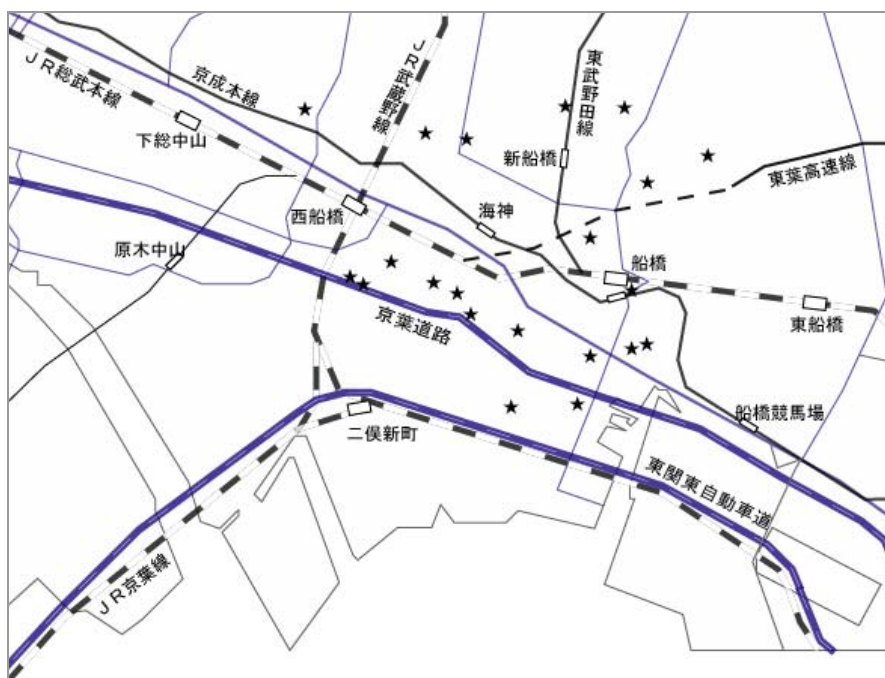 ＪＲ総武本線
京成本線
ＪＲ武蔵野線
東武野田線
下総中山
新船橋
東葉高速線
西船橋
海神
原木中山
船橋
京葉道路
東船橋
二俣新町
船橋競馬場
東関東自動車道
ＪＲ京葉線